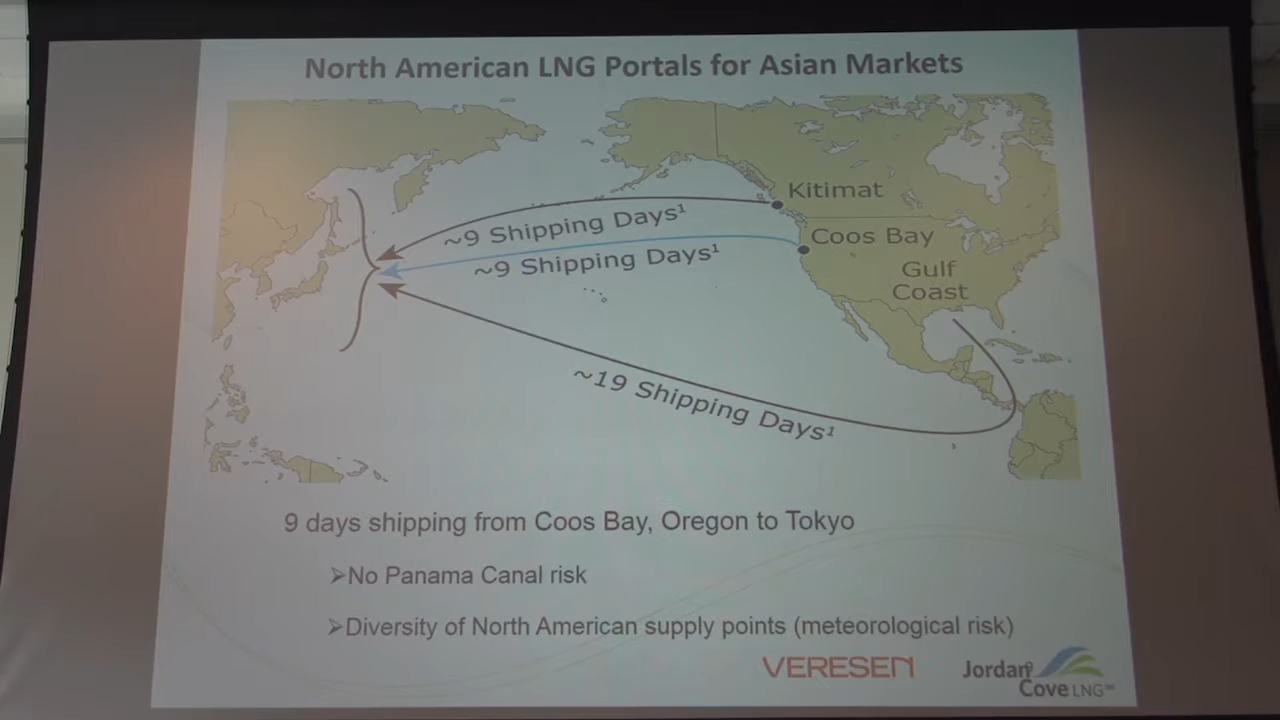 North American LNG Portals for Asian Markets
Kitimat
~9 Shipping Days¹
Coos Bay
~9 Shipping Days¹
Gulf
Coast
~19 Shipping Days¹
9 days shipping from Coos Bay, Oregon to Tokyo
➢No Panama Canal risk
➢Diversity of North American supply points (meteorological risk)
VERESEN
Jordan
Cove LNG